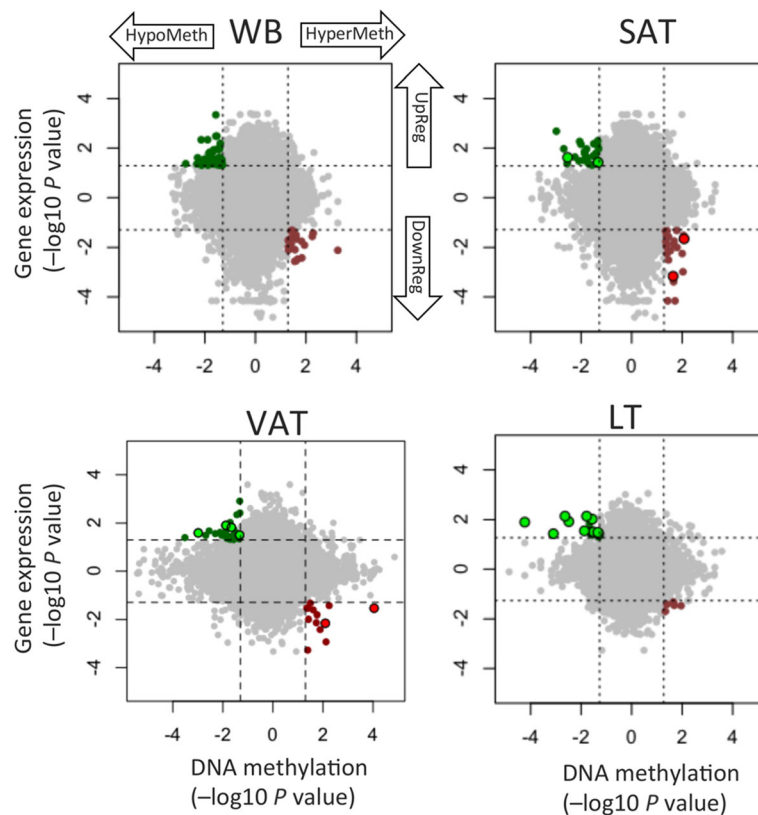 HypoMeth WB HyperMeth SAT
Gene expression
(–log10 P value)
4
2
0
-2
-4
-4 -2 0 2 4
UpReg
DownReg
4
2
0
-2
-4
-4 -2 0 2 4
VAT LT
Gene expression
(–log10 P value)
4
2
0
-2
-4
-4 -2 0 2 4
DNA methylation
(–log10 P value)
4
2
0
-2
-4
-4 -2 0 2 4
DNA methylation
(–log10 P value)